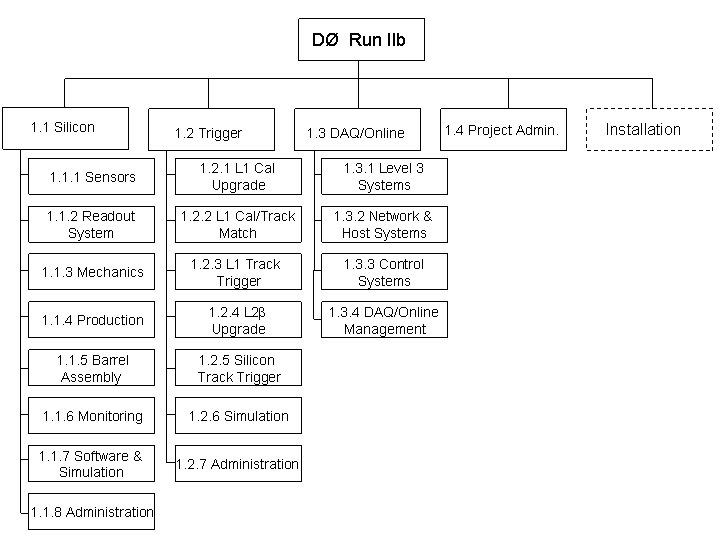 DØ Run IIb
1.1 Silicon
1.2 Trigger
1.3 DAQ/Online
1.4 Project Admin.
Installation
1.1.1 Sensors
1.1.2 Readout
System
1.1.3 Mechanics
1.1.4 Production
1.1.5 Barrel
Assembly
1.1.6 Monitoring
1.1.7 Software &
Simulation
1.1.8 Administration
1.2.1 L1 Cal
Upgrade
1.2.2 L1 Cal/Track
Match
1.2.3 L1 Track
Trigger
1.2.4 L2β
Upgrade
1.2.5 Silicon
Track Trigger
1.2.6 Simulation
1.2.7 Administration
1.3.1 Level 3
Systems
1.3.2 Network &
Host Systems
1.3.3 Control
Systems
1.3.4 DAQ/Online
Management